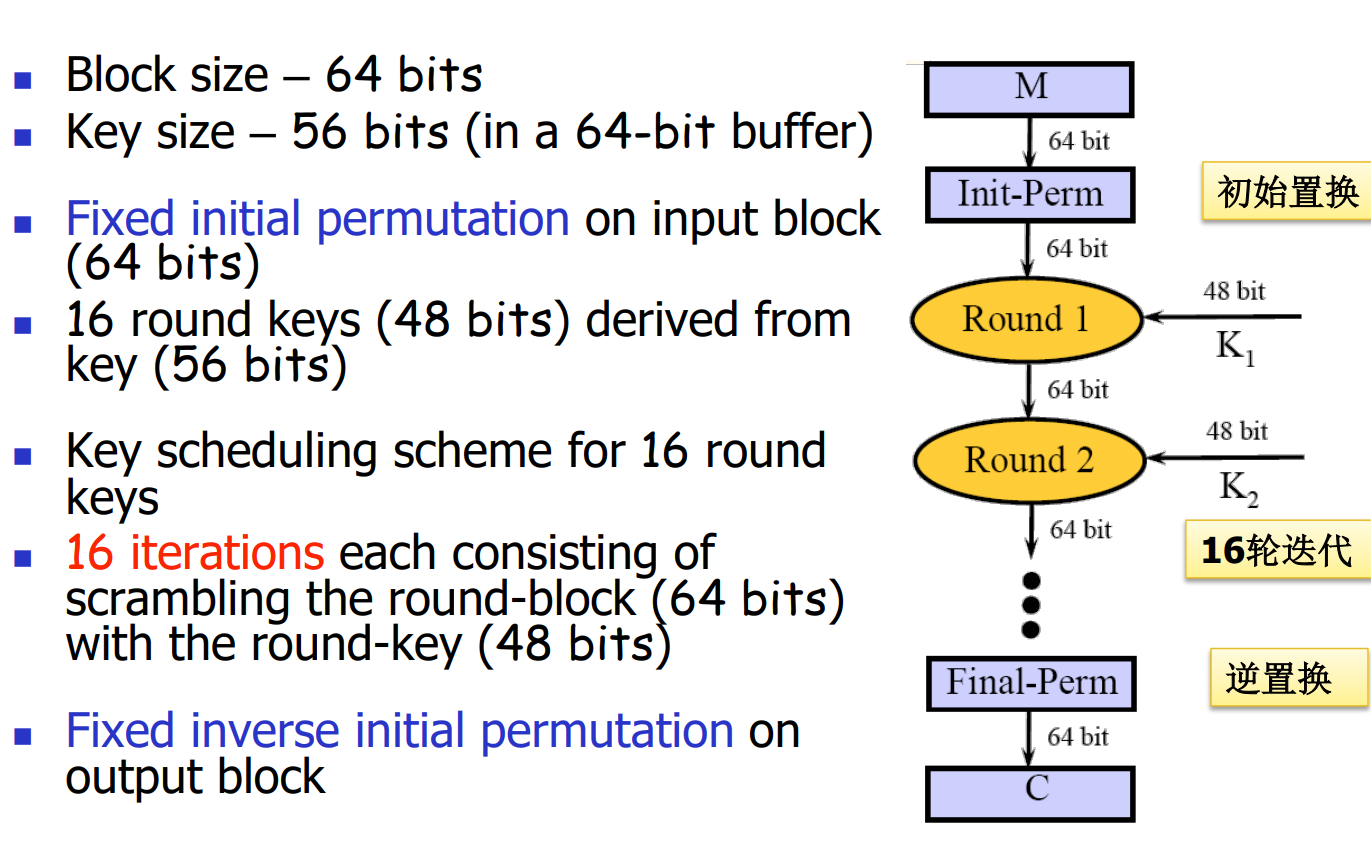 Block size – 64 bits
Key size – 56 bits (in a 64-bit buffer)
Fixed initial permutation on input block
(64 bits)
16 round keys (48 bits) derived from
key (56 bits)
Key scheduling scheme for 16 round
keys
16 iterations each consisting of
scrambling the round-block (64 bits)
with the round-key (48 bits)
Fixed inverse initial permutation on
output block
M
64 bit
Init-Perm
初始置换
64 bit
Round 1
48 bit
K1
64 bit
Round 2
48 bit
K2
64 bit
16轮迭代
Final-Perm
逆置换
64 bit
C